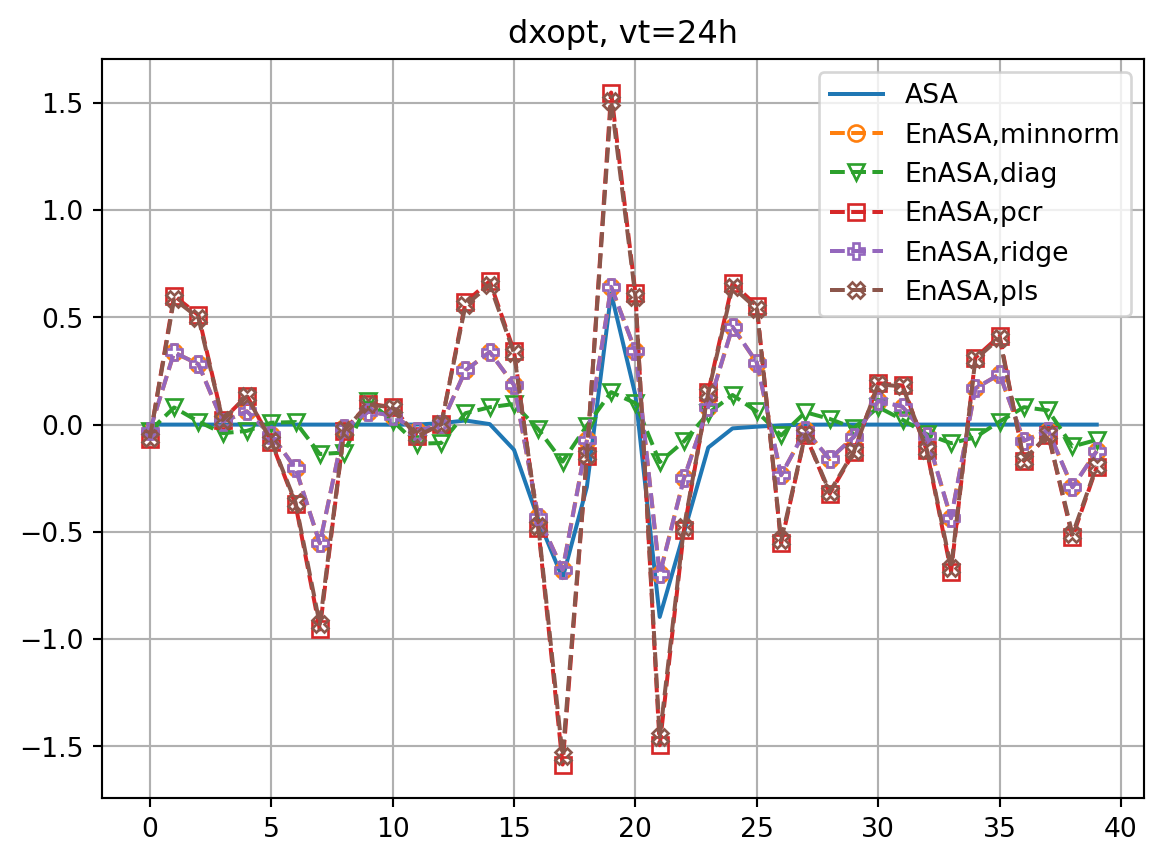 dxopt, vt=24h
ASA
EnASA,minnorm
EnASA,diag
EnASA,pcr
EnASA,ridge
EnASA,pls
1.5
1.0
0.5
0.0
−0.5
−1.0
−1.5
0 5 10 15 20 25 30 35 40